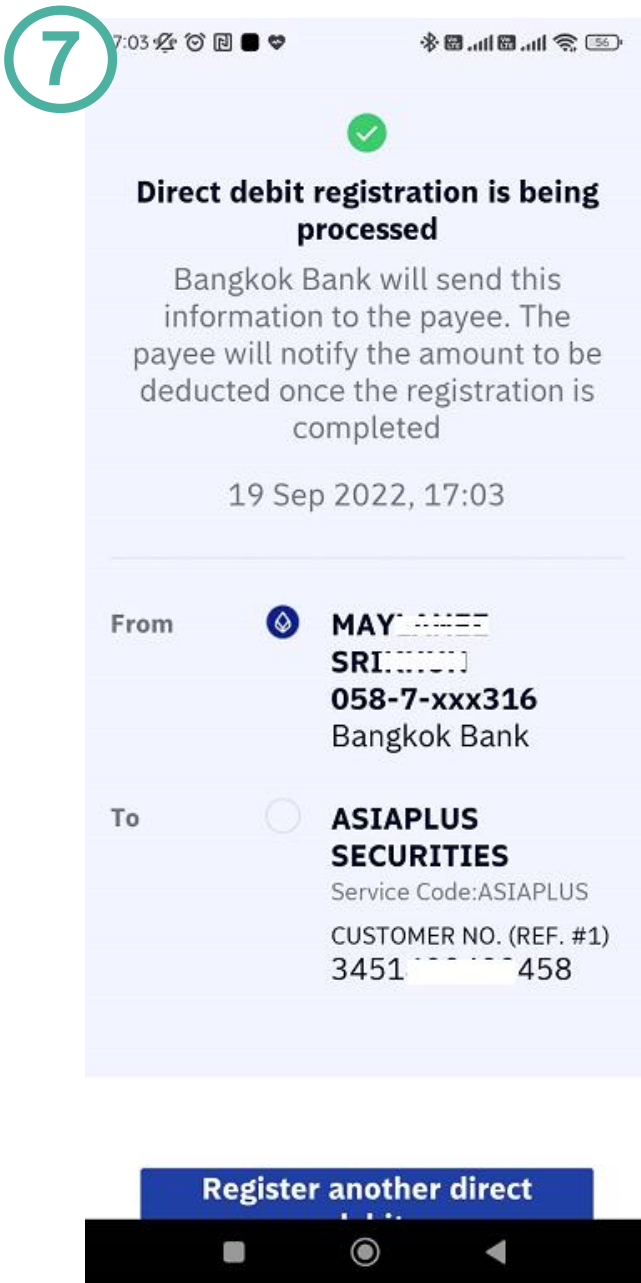 7
7:03 56
Direct debit registration is being
processed
Bangkok Bank will send this
information to the payee. The
payee will notify the amount to be
deducted once the registration is
completed
19 Sep 2022, 17:03
From
MAY
SRI
058-7-xxx316
Bangkok Bank
To
ASIAPLUS
SECURITIES
Service Code:ASIAPLUS
CUSTOMER NO. (REF. #1)
3451 458
Register another direct